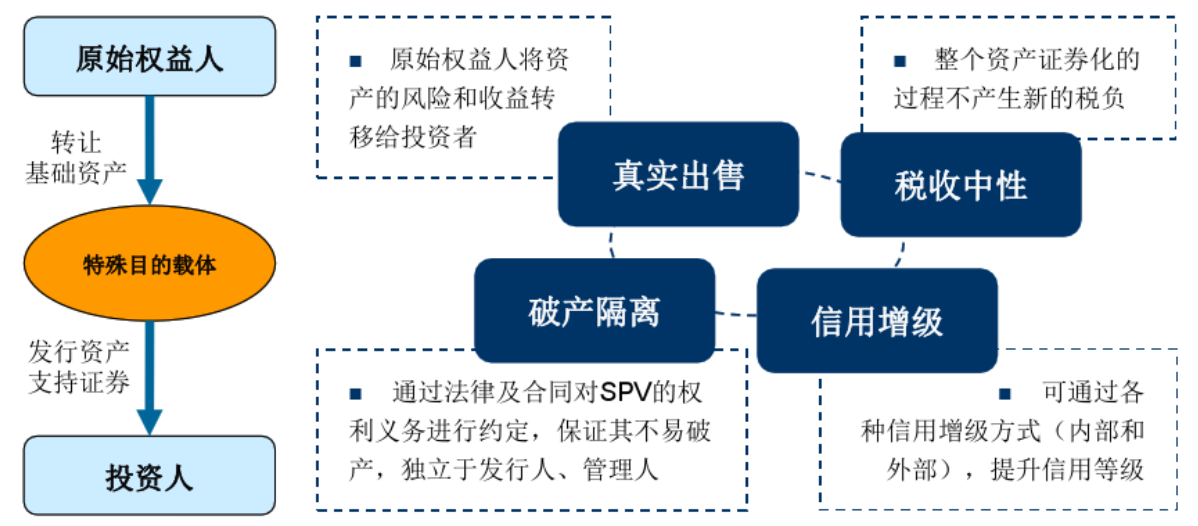 原始权益人
转让
基础资产
特殊目的载体
发行资产
支持证券
投资人
■ 原始权益人将资
产的风险和收益转
移给投资者
真实出售
■ 整个资产证券化的
过程不产生新的税负
税收中性
破产隔离
■ 通过法律及合同对SPV的权
利义务进行约定，保证其不易破
产，独立于发行人、管理人
信用增级
■ 可通过各
种信用增级方式（内部和
外部），提升信用等级